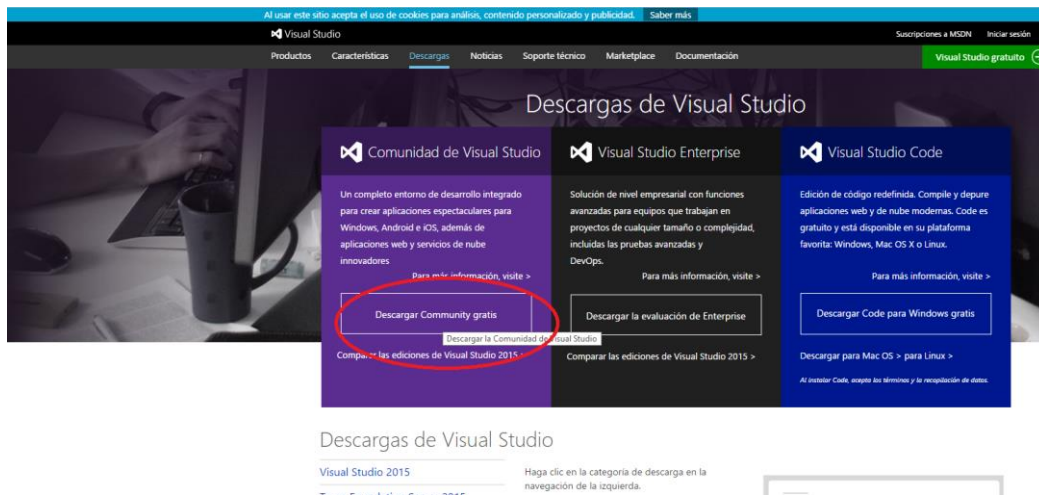 Al usar este sitio acepta el uso de cookies para análisis, contenido personalizado y publicidad. Saber más
Visual Studio
Suscripciones a MSDN Iniciar sesión
Productos Características Descargas Noticias Soporte técnico Marketplace Documentación
Visual Studio gratuito
Descargas de Visual Studio
Comunidad de Visual Studio
Un completo entorno de desarrollo integrado
para crear aplicaciones espectaculares para
Windows, Android e iOS, además de
aplicaciones web y servicios de nube
innovadores
Para más información, visite >
Descargar Community gratis
Descargar la Comunidad de Visual Studio
Comparar las ediciones de Visual Studio 2015 >
Visual Studio Enterprise
Solución de nivel empresarial con funciones
avanzadas para equipos que trabajan en
proyectos de cualquier tamaño o complejidad,
incluidas las pruebas avanzadas y
DevOps.
Para más información, visite >
Descargar la evaluación de Enterprise
Comparar las ediciones de Visual Studio 2015 >
Visual Studio Code
Edición de código redefinida. Compile y depure
aplicaciones web y de nube modernas. Code es
gratuito y está disponible en su plataforma
favorita: Windows, Mac OS X o Linux.
Para más información, visite >
Descargar Code para Windows gratis
Descargar para Mac OS > para Linux >
Al instalar Code, acepta los términos y la recopilación de datos.
Descargas de Visual Studio
Visual Studio 2015
Haga clic en la categoría de descarga en la
navegación de la izquierda.